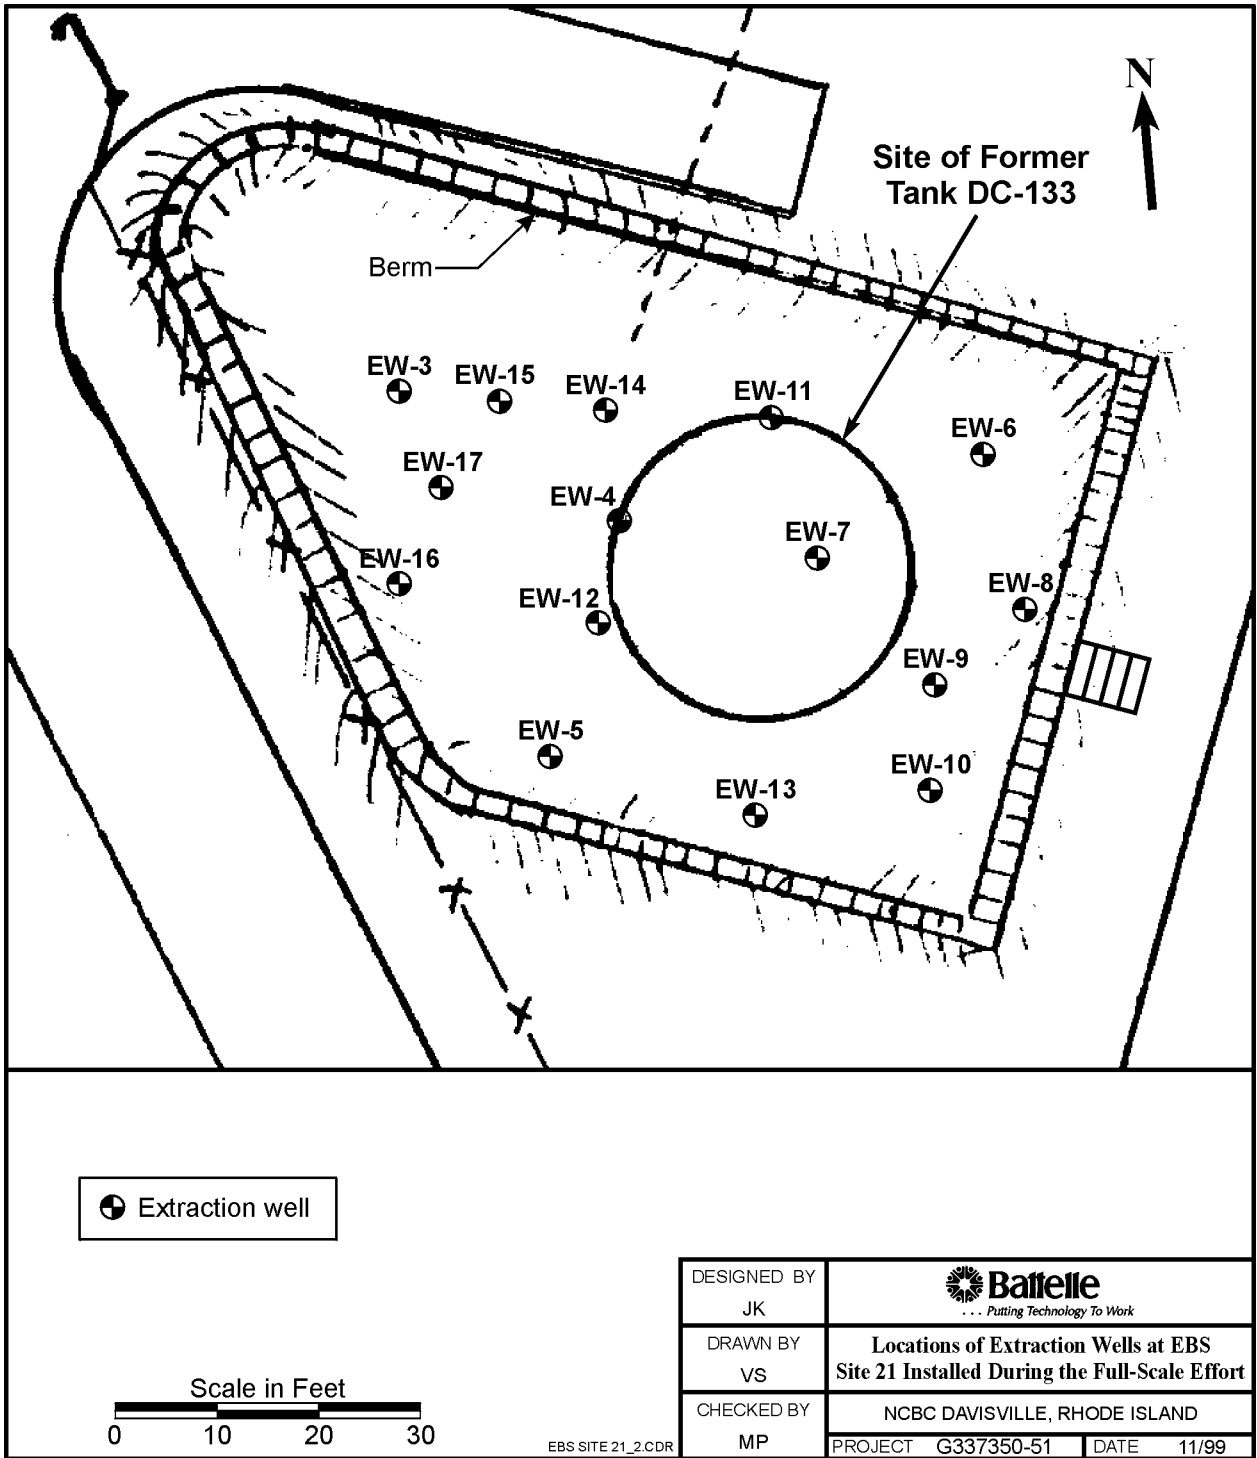 N
Site of Former
Tank DC-133
Berm
EW-3
EW-15
EW-14
EW-11
EW-6
EW-17
EW-4
EW-7
EW-16
EW-12
EW-8
EW-9
EW-5
EW-13
EW-10
Extraction well
Scale in Feet
0 10 20 30
EBS SITE 21_2.CDR
DESIGNED BY
JK
Battelle
. . . Putting Technology To Work
DRAWN BY
VS
Locations of Extraction Wells at EBS
Site 21 Installed During the Full-Scale Effort
CHECKED BY
MP
NCBC DAVISVILLE, RHODE ISLAND
PROJECT G337350-51 DATE 11/99